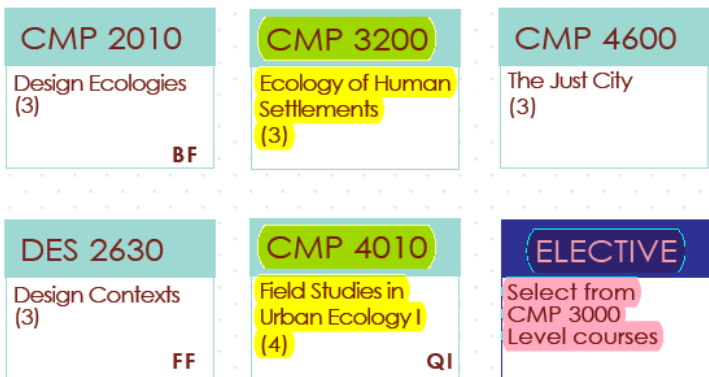 CMP 2010
Design Ecologies
(3)
BF
CMP 3200
Ecology of Human
Settlements
(3)
CMP 4600
The Just City
(3)
DES 2630
Design Contexts
(3)
FF
CMP 4010
Field Studies in
Urban Ecology I
(4)
QI
ELECTIVE
Select from
CMP 3000
Level courses